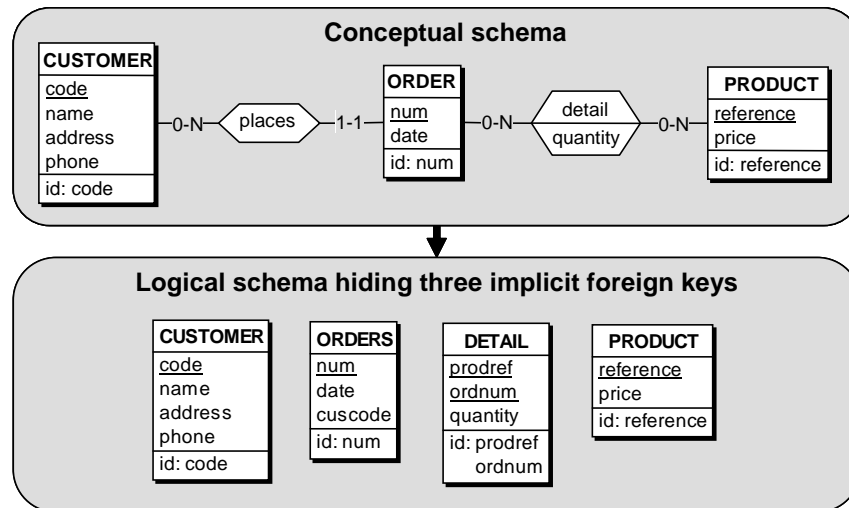 Conceptual schema
CUSTOMER
code
name
address
phone
id: code
0-N
places
1-1
ORDER
num
date
id: num
0-N
detail
quantity
0-N
PRODUCT
reference
price
id: reference
Logical schema hiding three implicit foreign keys
CUSTOMER
code
name
address
phone
id: code
ORDERS
num
date
cuscode
id: num
DETAIL
prodref
ordnum
quantity
id: prodref
ordnum
PRODUCT
reference
price
id: reference